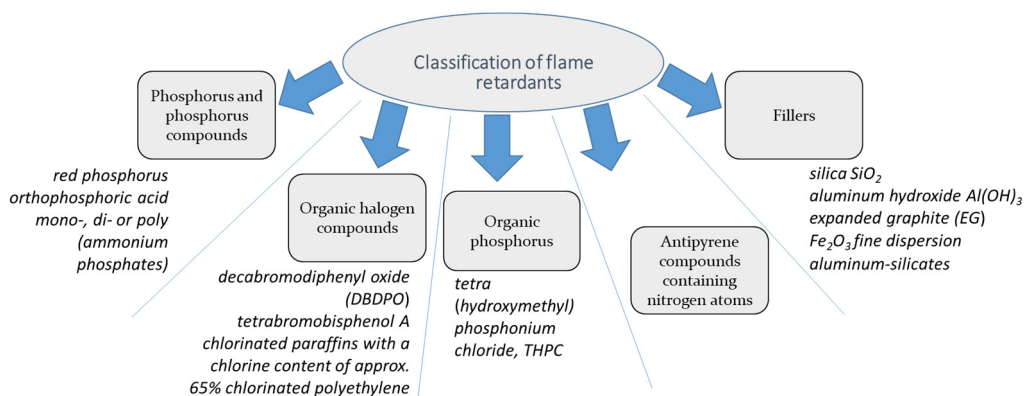 Classification of flame
retardants
Phosphorus and
phosphorus
compounds
red phosphorus
orthophosphoric acid
mono-, di- or poly
(ammonium
phosphates)
Organic halogen
compounds
decabromodiphenyl oxide
(DBDPO)
tetrabromobisphenol A
chlorinated paraffins with a
chlorine content of approx.
65% chlorinated polyethylene
Organic
phosphorus
tetra
(hydroxymethyl)
phosphonium
chloride, THPC
Antipyrene
compounds
containing
nitrogen atoms
Fillers
silica SiO₂
aluminum hydroxide Al(OH)₃
expanded graphite (EG)
Fe₂O₃ fine dispersion
aluminum-silicates